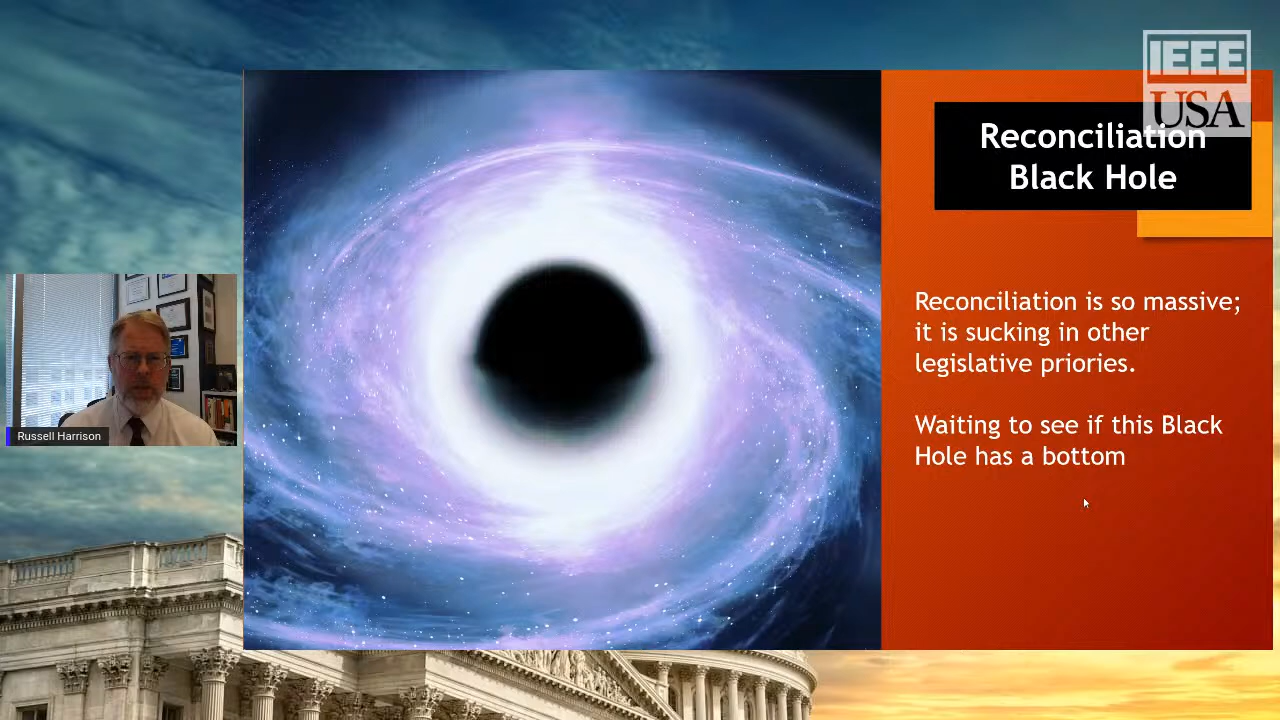 IEEE
USA
Reconciliation
Black Hole
Reconciliation is so massive;
it is sucking in other
legislative priories.
Waiting to see if this Black
Hole has a bottom
Russell Harrison